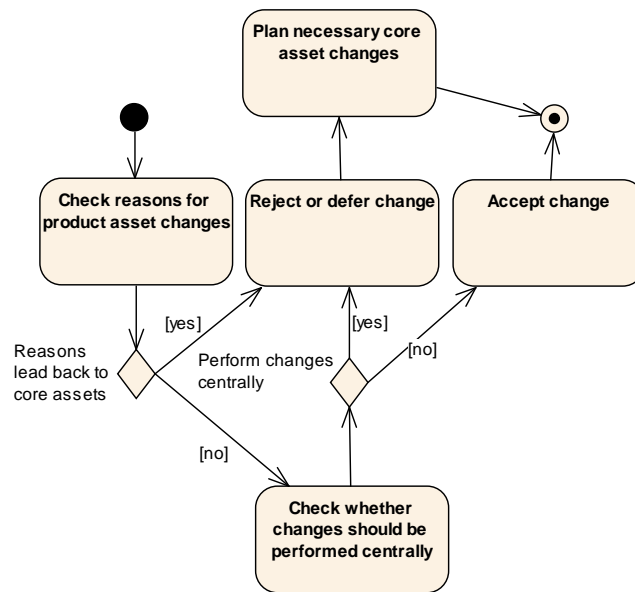 Plan necessary core
asset changes
Check reasons for
product asset changes
Reject or defer change
Accept change
[yes]
Reasons
lead back to
core assets
Perform changes
centrally
[yes]
[no]
[no]
Check whether
changes should be
performed centrally